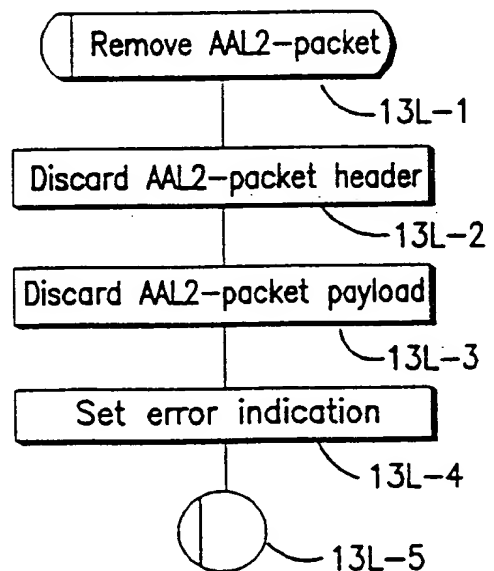 Remove AAL2-packet
13L-1
Discard AAL2-packet header
13L-2
Discard AAL2-packet payload
13L-3
Set error indication
13L-4
13L-5